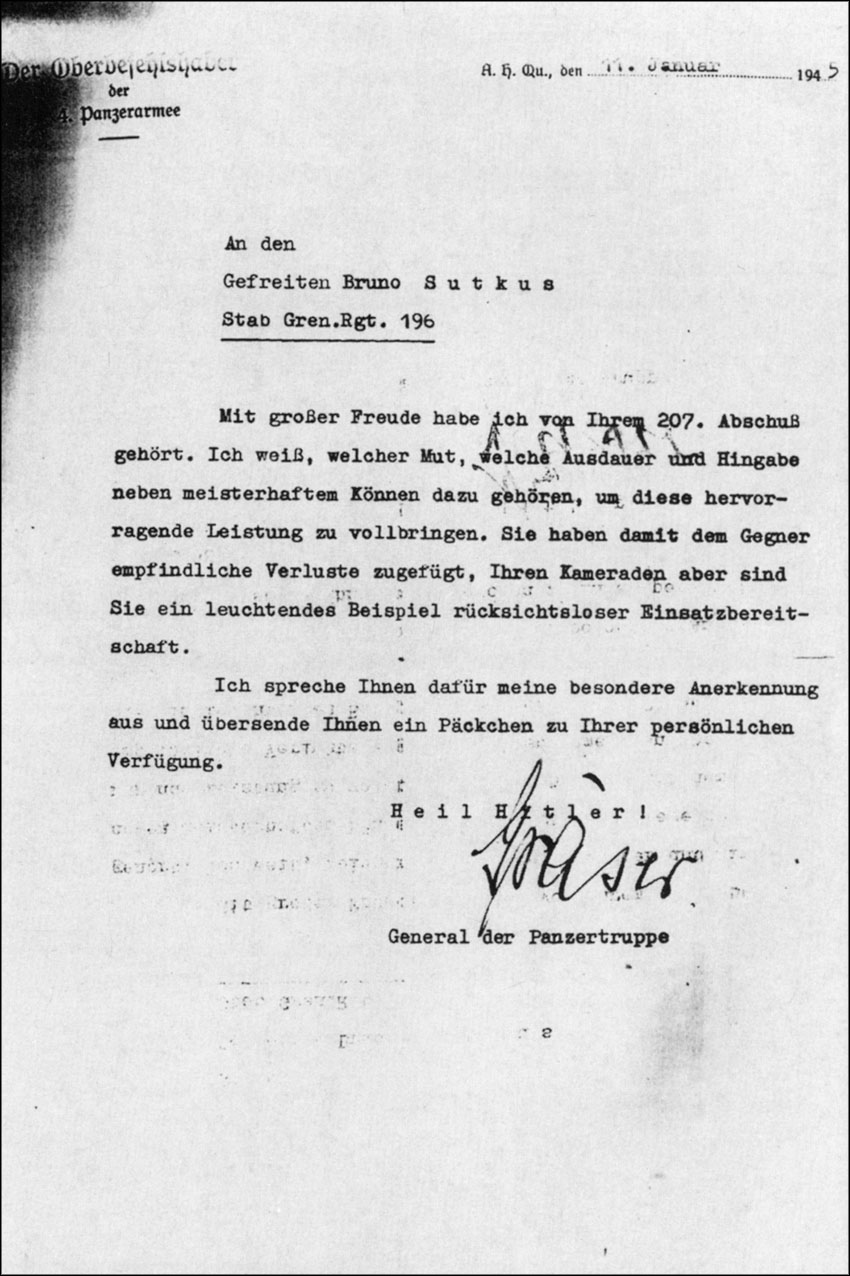 Der Oberbefehlshaber
der
4. Panzerarmee
A. H. Qu., den 11. Januar 1945
An den
Gefreiten Bruno S u t k u s
Stab Gren.Rgt. 196
Mit großer Freude habe ich von Ihrem 207. Abschuß
gehört. Ich weiß, welcher Mut, welche Ausdauer und Hingabe
neben meisterhaftem Können dazu gehören, um diese hervor-
ragende Leistung zu vollbringen. Sie haben damit dem Gegner
empfindliche Verluste zugefügt, Ihren Kameraden aber sind
Sie ein leuchtendes Beispiel rücksichtsloser Einsatzbereit-
schaft.
Ich spreche Ihnen dafür meine besondere Anerkennung
aus und übersende Ihnen ein Päckchen zu Ihrer persönlichen
Verfügung.
H e i l  H i t l e r !
Gräser
General der Panzertruppe